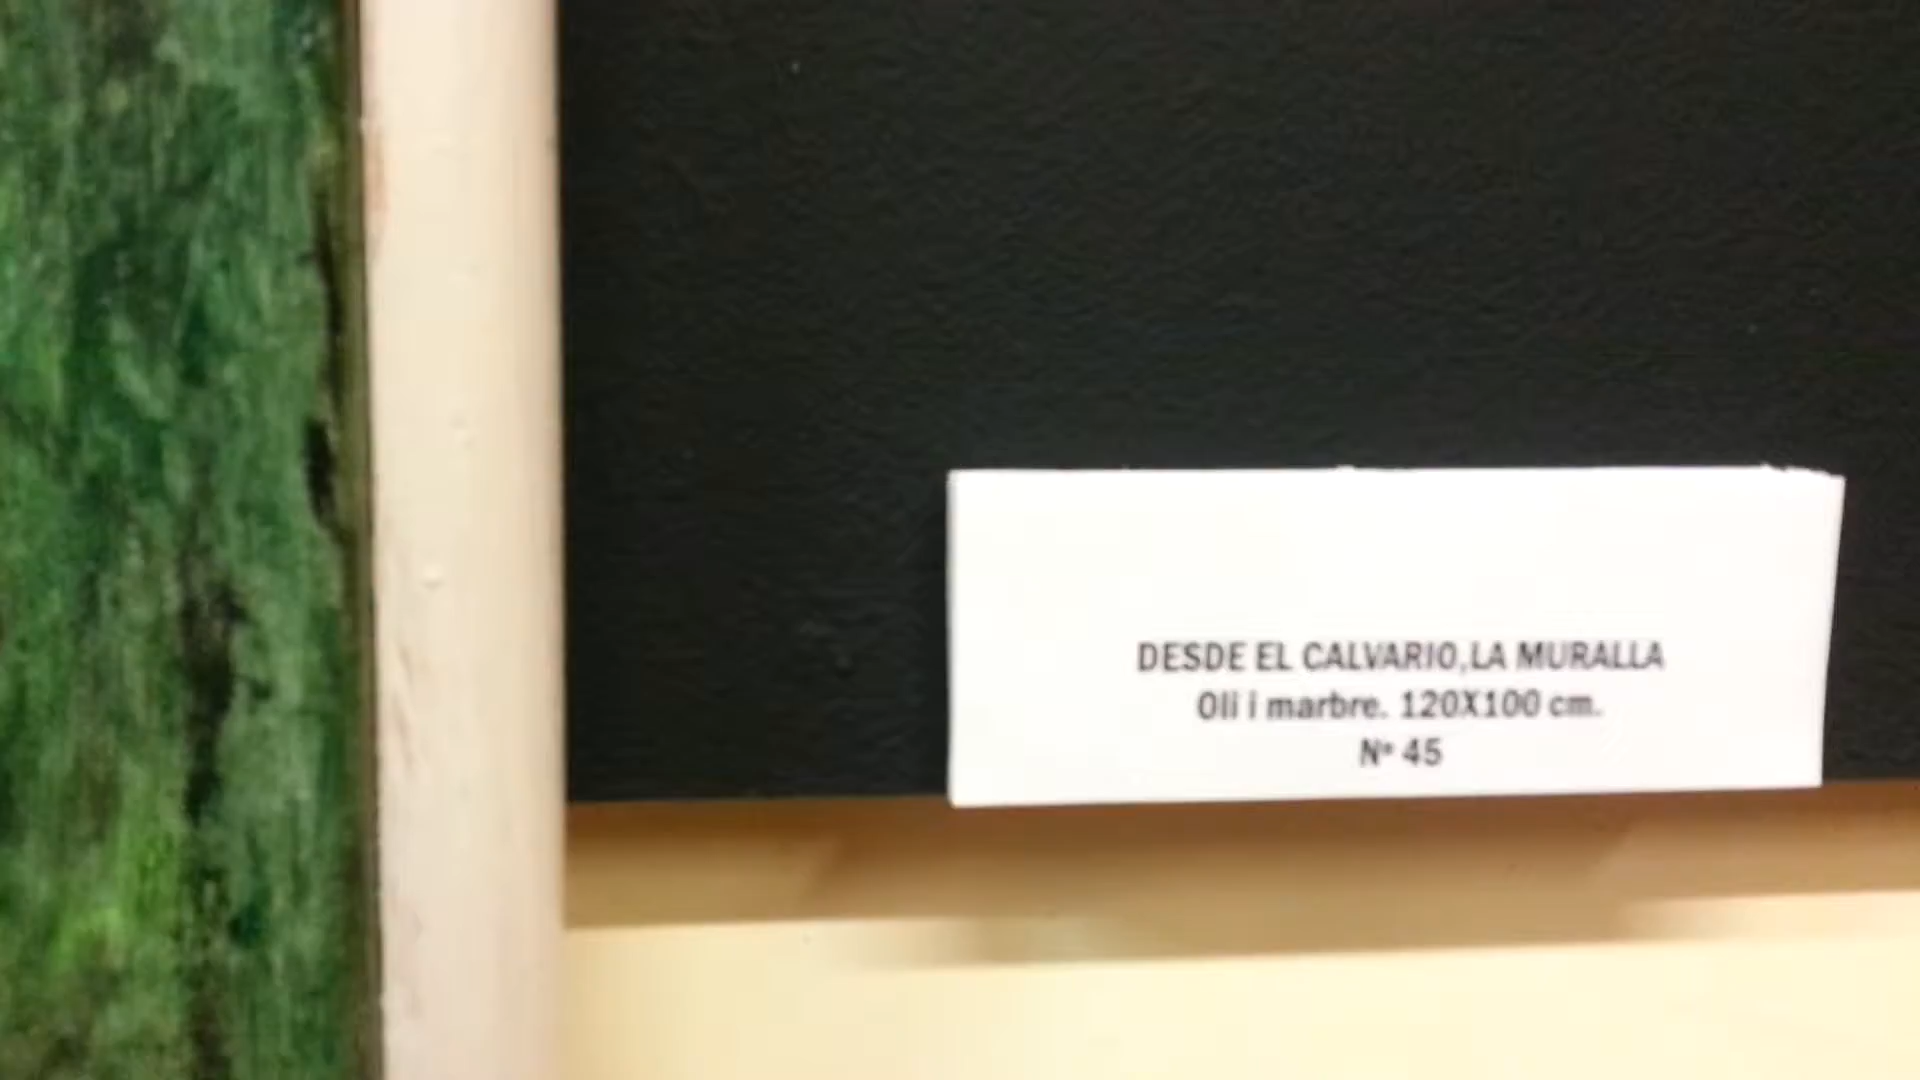 DESDE EL CALVARIO,LA MURALLA
Oli i marbre. 120X100 cm.
Nº 45